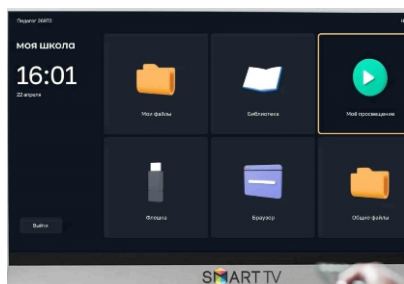 Педагог 26812
моя школа
16:01
22 апреля
Мои файлы
Библиотека
Моё просвещение
Флешка
Браузер
Общие файлы
Выйти
SMART TV